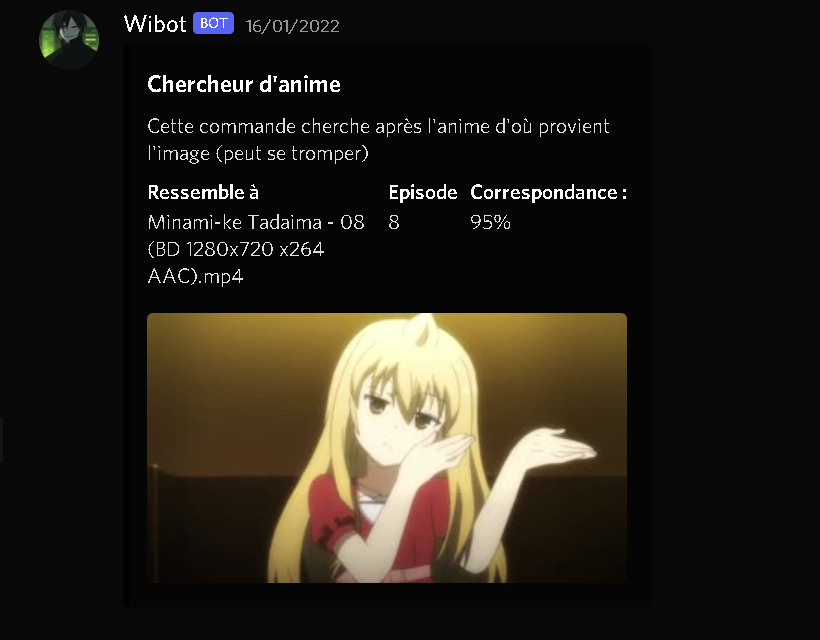 Wibot BOT 16/01/2022
Chercheur d'anime
Cette commande cherche après l'anime d'où provient
l'image (peut se tromper)
Ressemble à Episode Correspondance :
Minami-ke Tadaima - 08 8 95%
(BD 1280x720 x264
AAC).mp4